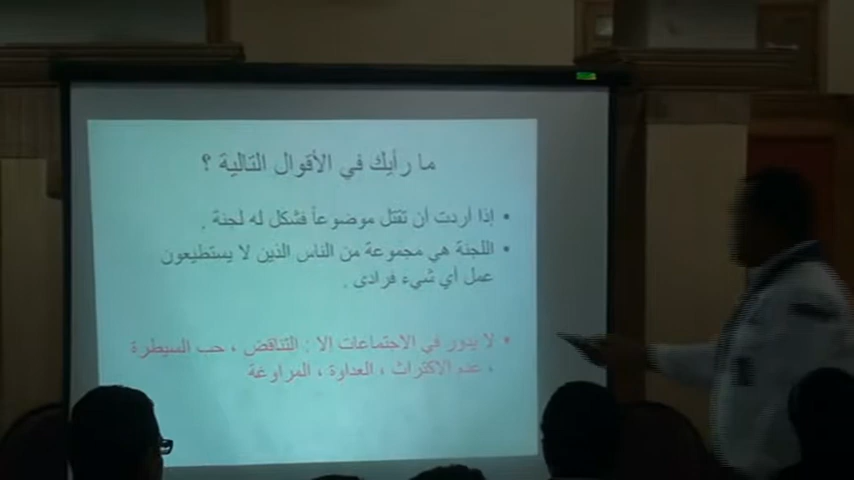 ما رأيك في الأقوال التالية ؟
• إذا أردت أن تقتل موضوعاً فشكل له لجنة .
• اللجنة هي مجموعة من الناس الذين لا يستطيعون
عمل أي شيء فرادى .
• لا يدور في الاجتماعات إلا : التناقض ، حب السيطرة
، عدم الاكتراث ، العداوة ، المراوغة